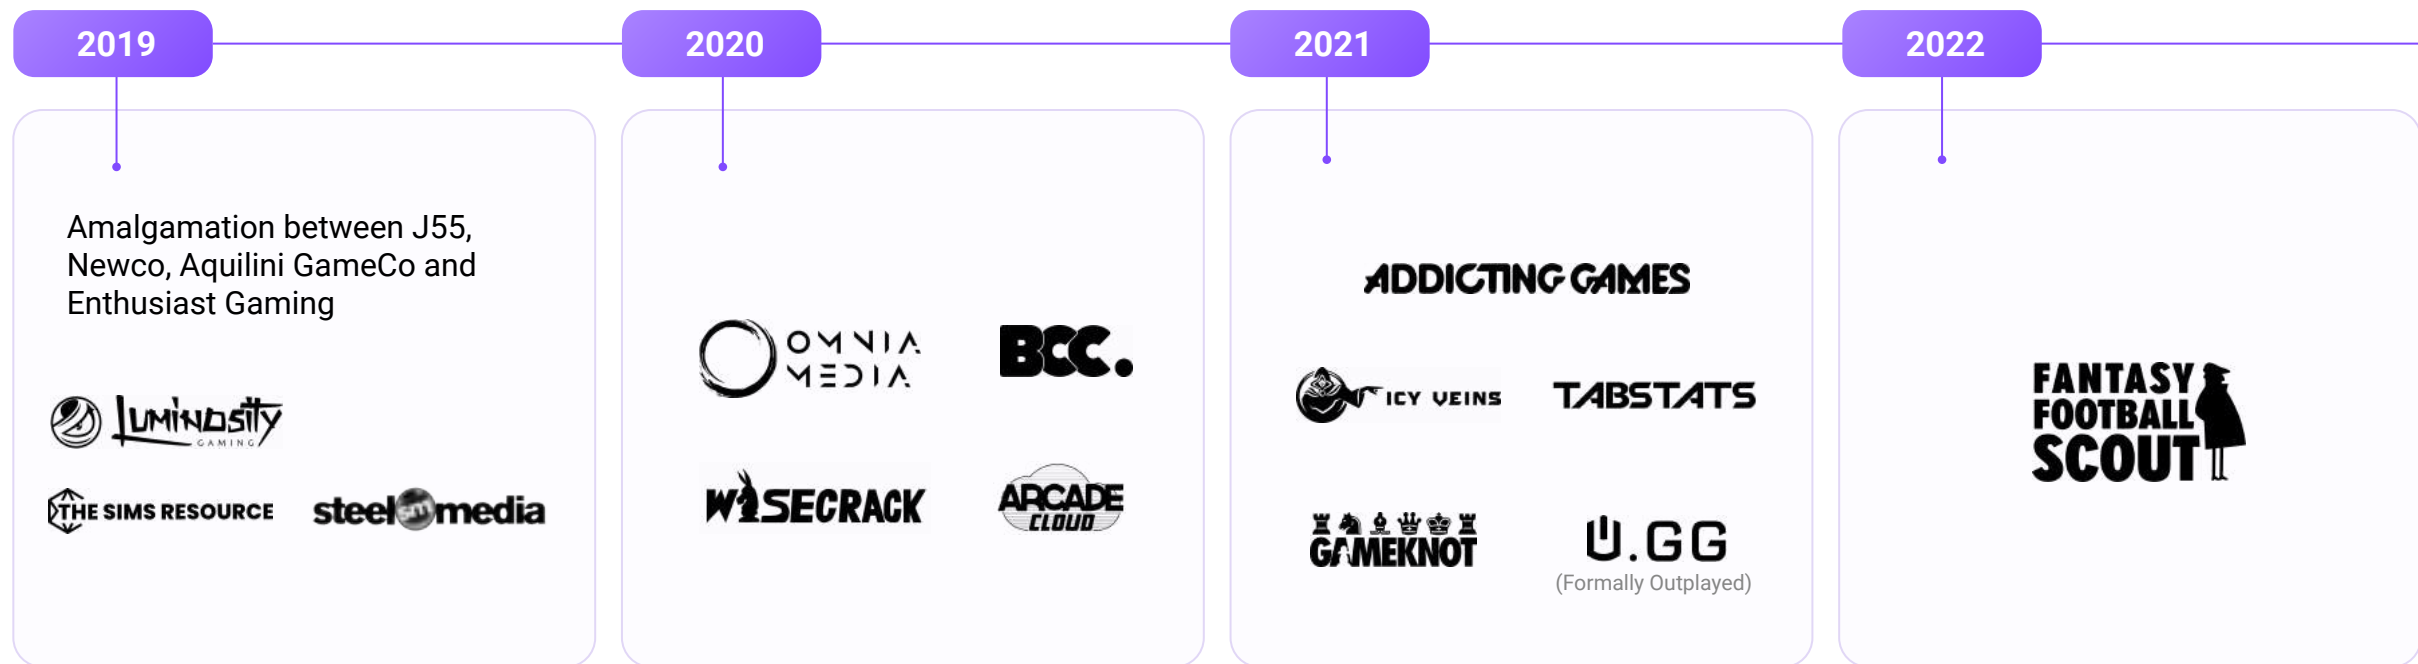 2019
Amalgamation between J55,
Newco, Aquilini GameCo and
Enthusiast Gaming
LUMINOSITY
GAMING
THE SIMS RESOURCE
steel sm media
2020
OMNIA
MEDIA
BCC.
WISECRACK
ARCADE
CLOUD
2021
ADDICTING GAMES
ICY VEINS
TABSTATS
GAMEKNOT
U.GG
(Formally Outplayed)
2022
FANTASY
FOOTBALL
SCOUT